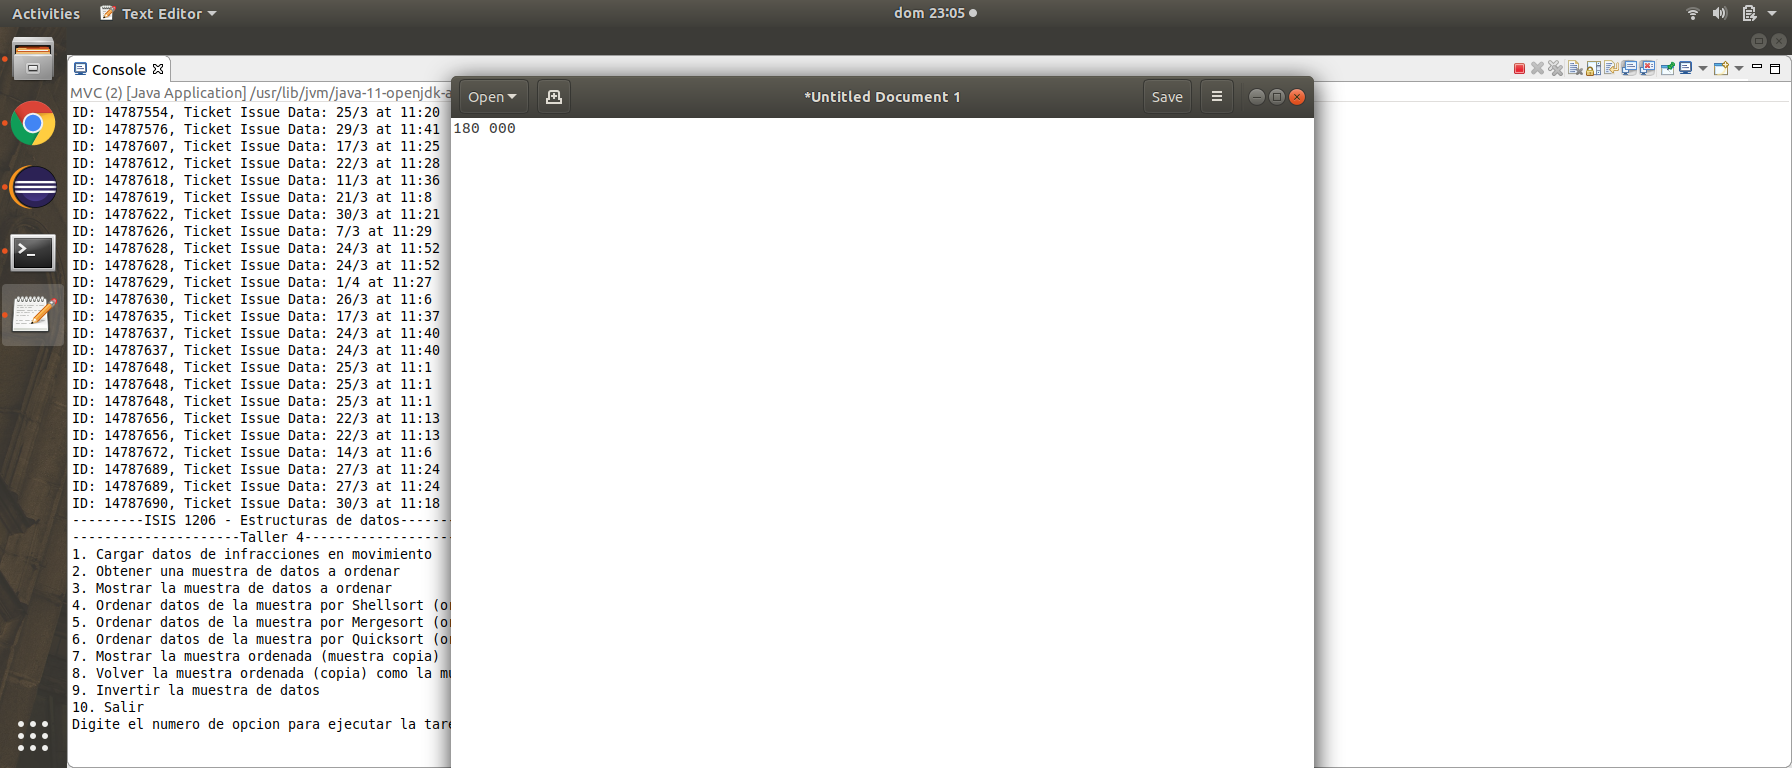 Activities Text Editor dom 23:05
Console
MVC (2) [Java Application] /usr/lib/jvm/java-11-openjdk-a
ID: 14787554, Ticket Issue Data: 25/3 at 11:20
ID: 14787576, Ticket Issue Data: 29/3 at 11:41
ID: 14787607, Ticket Issue Data: 17/3 at 11:25
ID: 14787612, Ticket Issue Data: 22/3 at 11:28
ID: 14787618, Ticket Issue Data: 11/3 at 11:36
ID: 14787619, Ticket Issue Data: 21/3 at 11:8
ID: 14787622, Ticket Issue Data: 30/3 at 11:21
ID: 14787626, Ticket Issue Data: 7/3 at 11:29
ID: 14787628, Ticket Issue Data: 24/3 at 11:52
ID: 14787628, Ticket Issue Data: 24/3 at 11:52
ID: 14787629, Ticket Issue Data: 1/4 at 11:27
ID: 14787630, Ticket Issue Data: 26/3 at 11:6
ID: 14787635, Ticket Issue Data: 17/3 at 11:37
ID: 14787637, Ticket Issue Data: 24/3 at 11:40
ID: 14787637, Ticket Issue Data: 24/3 at 11:40
ID: 14787648, Ticket Issue Data: 25/3 at 11:1
ID: 14787648, Ticket Issue Data: 25/3 at 11:1
ID: 14787648, Ticket Issue Data: 25/3 at 11:1
ID: 14787656, Ticket Issue Data: 22/3 at 11:13
ID: 14787656, Ticket Issue Data: 22/3 at 11:13
ID: 14787672, Ticket Issue Data: 14/3 at 11:6
ID: 14787689, Ticket Issue Data: 27/3 at 11:24
ID: 14787689, Ticket Issue Data: 27/3 at 11:24
ID: 14787690, Ticket Issue Data: 30/3 at 11:18
---------ISIS 1206 - Estructuras de datos-------
---------------------Taller 4-------------------
1. Cargar datos de infracciones en movimiento
2. Obtener una muestra de datos a ordenar
3. Mostrar la muestra de datos a ordenar
4. Ordenar datos de la muestra por Shellsort (or
5. Ordenar datos de la muestra por Mergesort (or
6. Ordenar datos de la muestra por Quicksort (or
7. Mostrar la muestra ordenada (muestra copia)
8. Volver la muestra ordenada (copia) como la mu
9. Invertir la muestra de datos
10. Salir
Digite el numero de opcion para ejecutar la tare
Open *Untitled Document 1 Save
180 000